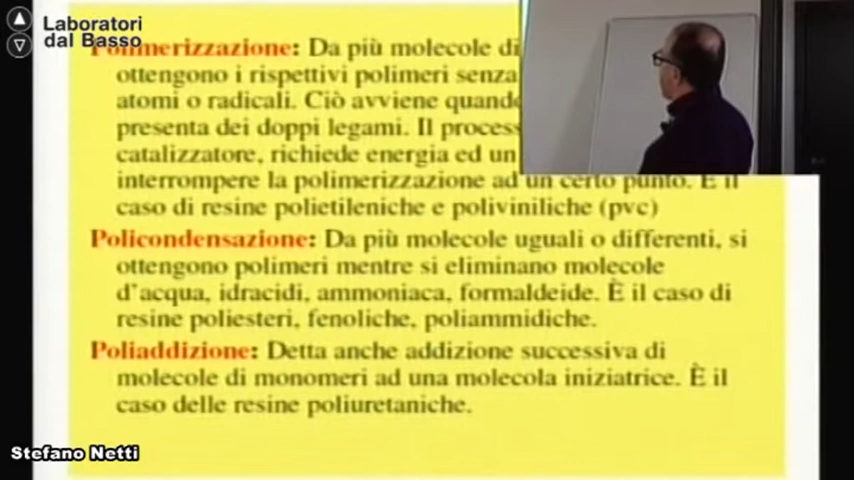 Laboratori
dal Basso
Polimerizzazione: Da più molecole di
ottengono i rispettivi polimeri senza
atomi o radicali. Ciò avviene quando
presenta dei doppi legami. Il process
catalizzatore, richiede energia ed un
interrompere la polimerizzazione ad un certo punto. È il
caso di resine polietileniche e poliviniliche (pvc)
Policondensazione: Da più molecole uguali o differenti, si
ottengono polimeri mentre si eliminano molecole
d'acqua, idracidi, ammoniaca, formaldeide. È il caso di
resine poliesteri, fenoliche, poliammidiche.
Poliaddizione: Detta anche addizione successiva di
molecole di monomeri ad una molecola iniziatrice. È il
caso delle resine poliuretaniche.
Stefano Netti